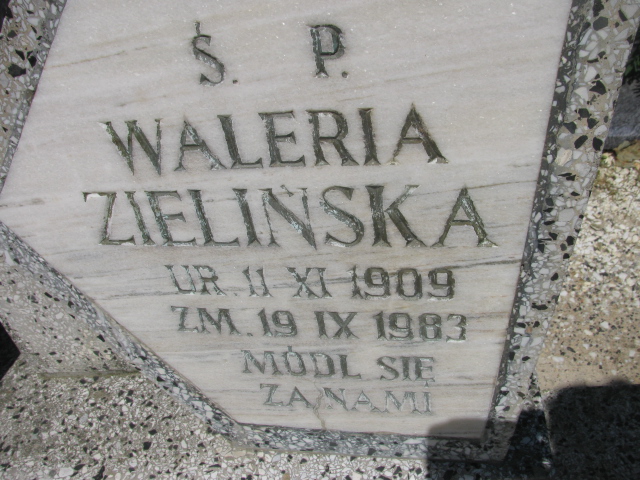 Ś. P.
WALERIA
ZIELIŃSKA
UR. 11 XI 1909
ZM. 19 IX 1983
MÓDL SIĘ
ZA NAMI